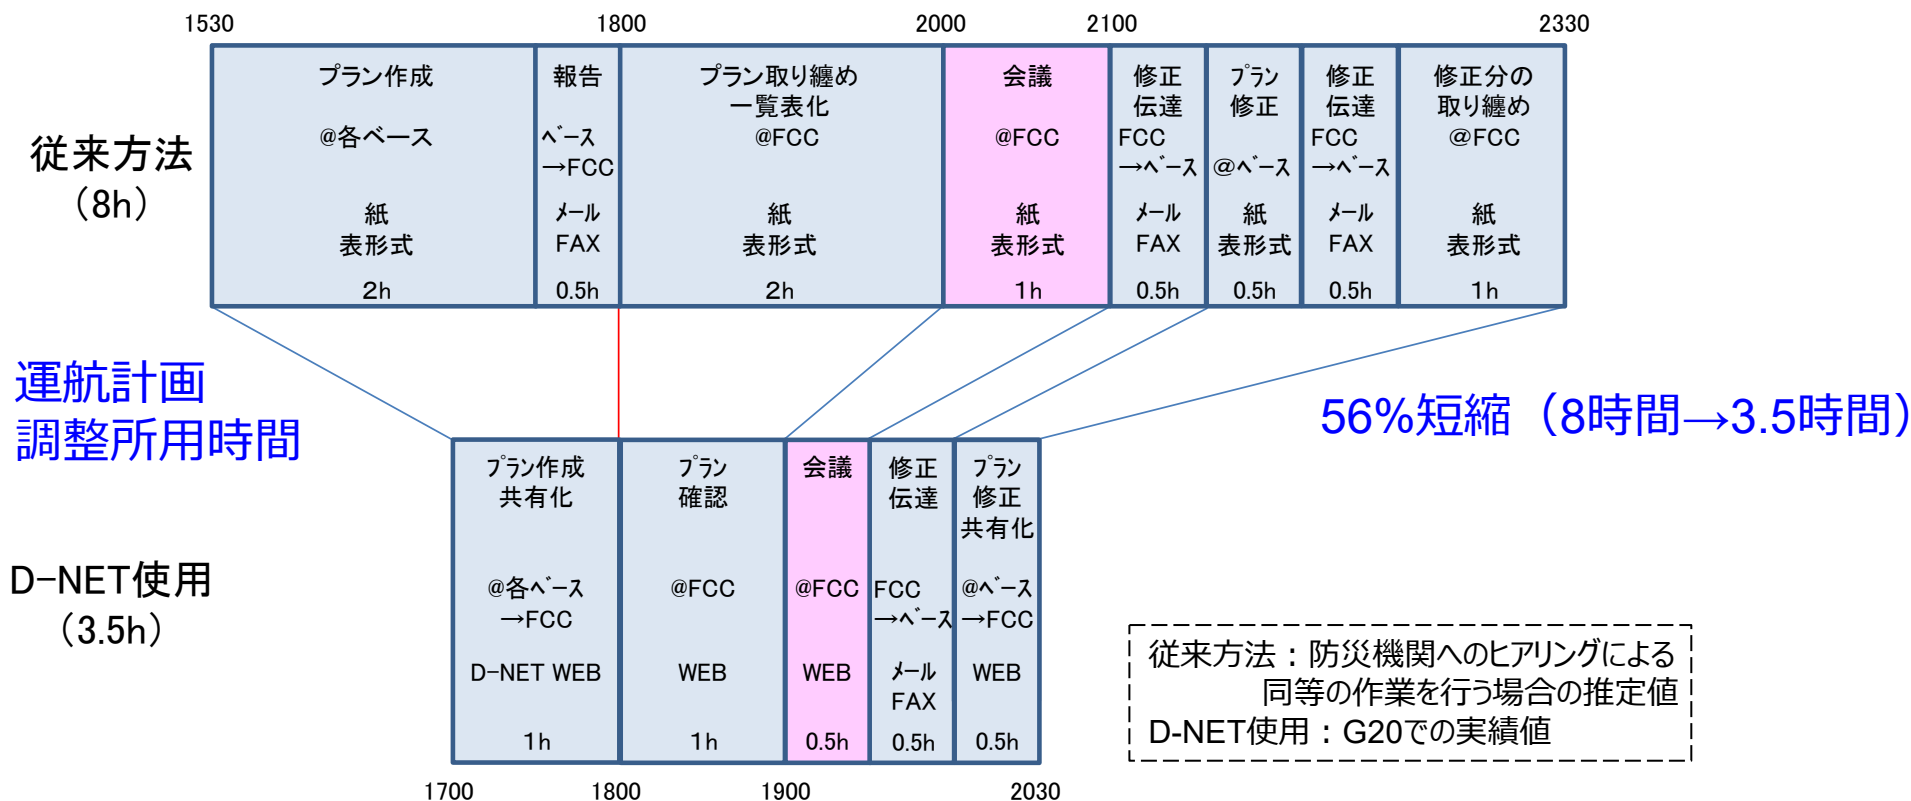 1530
1800
2000
2100
2330
従来方法
（8h）
プラン作成
@各ベース
紙
表形式
2h
報告
ﾍﾞｰｽ
→FCC
ﾒｰﾙ
FAX
0.5h
プラン取り纏め
一覧表化
@FCC
紙
表形式
2h
会議
@FCC
紙
表形式
1h
修正
伝達
FCC
→ﾍﾞｰｽ
ﾒｰﾙ
FAX
0.5h
ﾌﾟﾗﾝ
修正
@ﾍﾞｰｽ
紙
表形式
0.5h
修正
伝達
FCC
→ﾍﾞｰｽ
ﾒｰﾙ
FAX
0.5h
修正分の
取り纏め
@FCC
紙
表形式
1h
運航計画
調整所用時間
56%短縮（8時間→3.5時間）
D-NET使用
（3.5h）
ﾌﾟﾗﾝ作成
共有化
@各ﾍﾞｰｽ
→FCC
D-NET WEB
1h
ﾌﾟﾗﾝ
確認
@FCC
WEB
1h
会議
@FCC
WEB
0.5h
修正
伝達
FCC
→ﾍﾞｰｽ
ﾒｰﾙ
FAX
0.5h
ﾌﾟﾗﾝ
修正
共有化
@ﾍﾞｰｽ
→FCC
WEB
0.5h
1700
1800
1900
2030
従来方法：防災機関へのヒアリングによる
同等の作業を行う場合の推定値
D-NET使用：G20での実績値